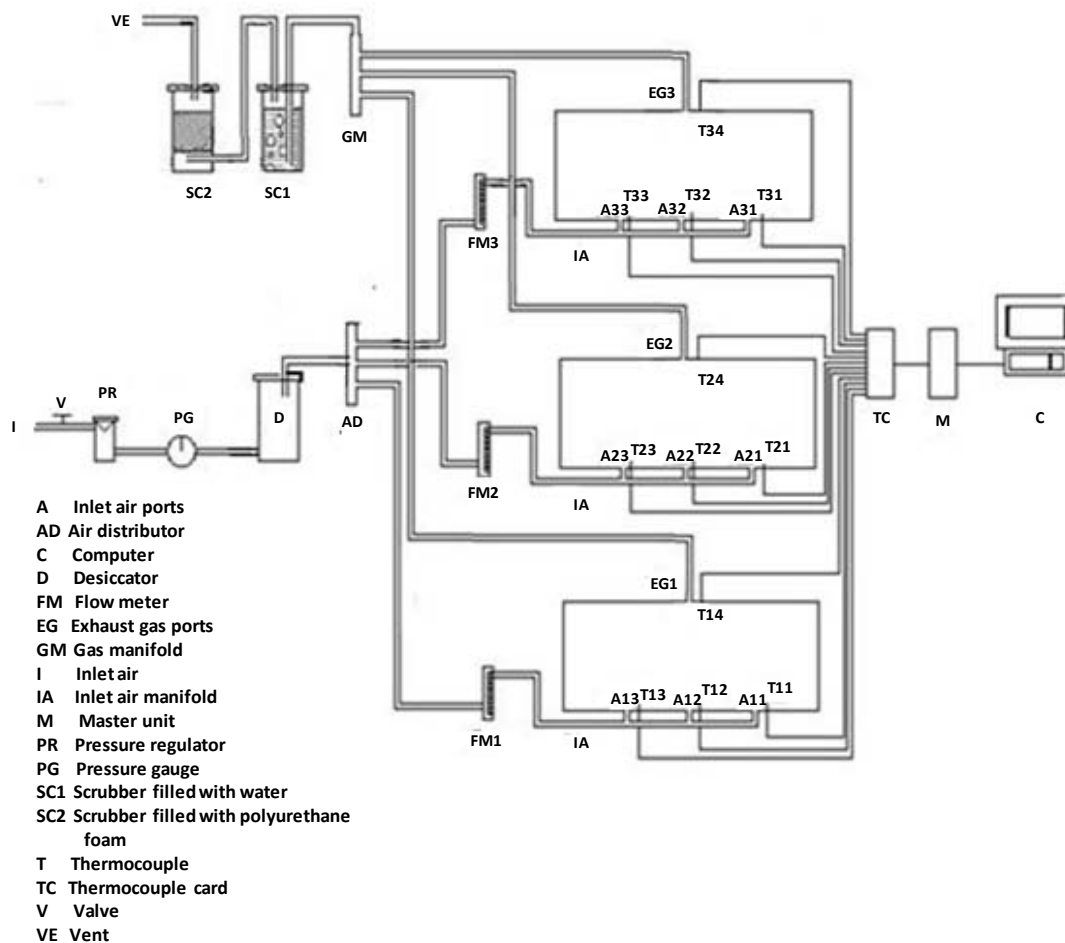 VE
EG3
T34
GM
SC2 SC1
T33 T32 T31
A33 A32 A31
FM3
IA
EG2
T24
PR
V
PG
I
D
AD
TC M C
T23 T22 T21
A23 A22 A21
FM2
IA
EG1
T14
A13 T13 A12 T12 A11 T11
FM1
IA
A Inlet air ports
AD Air distributor
C Computer
D Desiccator
FM Flow meter
EG Exhaust gas ports
GM Gas manifold
I Inlet air
IA Inlet air manifold
M Master unit
PR Pressure regulator
PG Pressure gauge
SC1 Scrubber filled with water
SC2 Scrubber filled with polyurethane
foam
T Thermocouple
TC Thermocouple card
V Valve
VE Vent